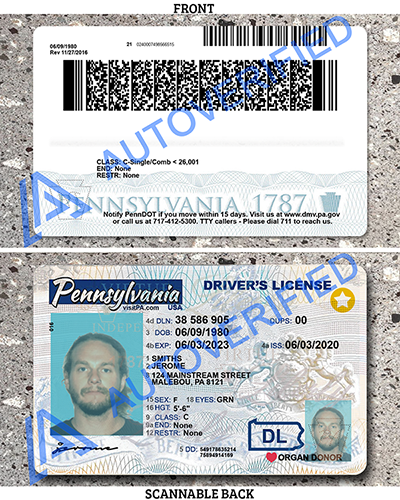 FRONT
06/09/1980
Rev 11/27/2016
21 0240007498566515
CLASS: C-Single/Comb < 26,001
END: None
RESTR: None
PENNSYLVANIA 1787
Notify PennDOT if you move within 15 days. Visit us at www.dmv.pa.gov
or call us at 717-412-5300. TTY callers - Please dial 711 to reach us.
AUTOVERIFIED
Pennsylvania
visitPA.com USA
DRIVER'S LICENSE
016
4d DLN: 38 586 905 DUPS: 00
3 DOB: 06/09/1980
4b EXP: 06/03/2023 4a ISS: 06/03/2020
1 SMITHS
2 JEROME
8 124 MAINSTREAM STREET
MALEBOU, PA 8121
15 SEX: F 18 EYES: GRN
16 HGT: 5'-6"
9 CLASS: C
9a END: None
12 RESTR: None
jerome
5 DD: 549175635214
75894914169
DL
ORGAN DONOR
AUTOVERIFIED
SCANNABLE BACK